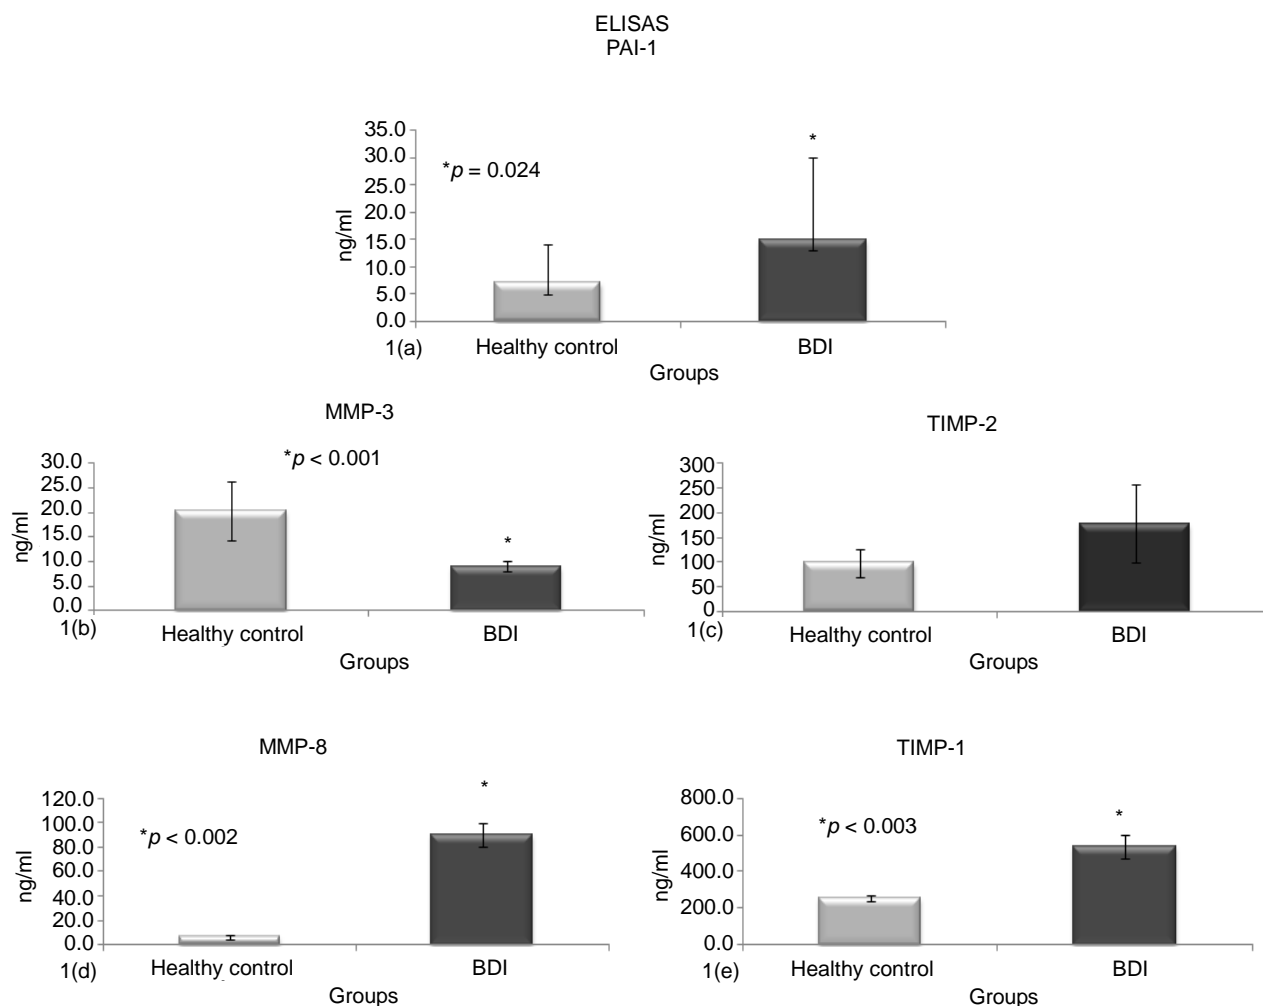 ELISAS
PAI-1
35.0
30.0
25.0
20.0
15.0
10.0
5.0
0.0
ng/ml
*p = 0.024
*
1(a)
Healthy control
BDI
Groups
MMP-3
30.0
25.0
20.0
15.0
10.0
5.0
0.0
ng/ml
*p < 0.001
*
1(b)
Healthy control
BDI
Groups
TIMP-2
300
250
200
150
100
50
0
ng/ml
1(c)
Healthy control
BDI
Groups
MMP-8
120.0
100.0
80.0
60.0
40.0
20.0
0.0
ng/ml
*p < 0.002
*
1(d)
Healthy control
BDI
Groups
TIMP-1
800.0
600.0
400.0
200.0
0.0
ng/ml
*p < 0.003
*
1(e)
Healthy control
BDI
Groups